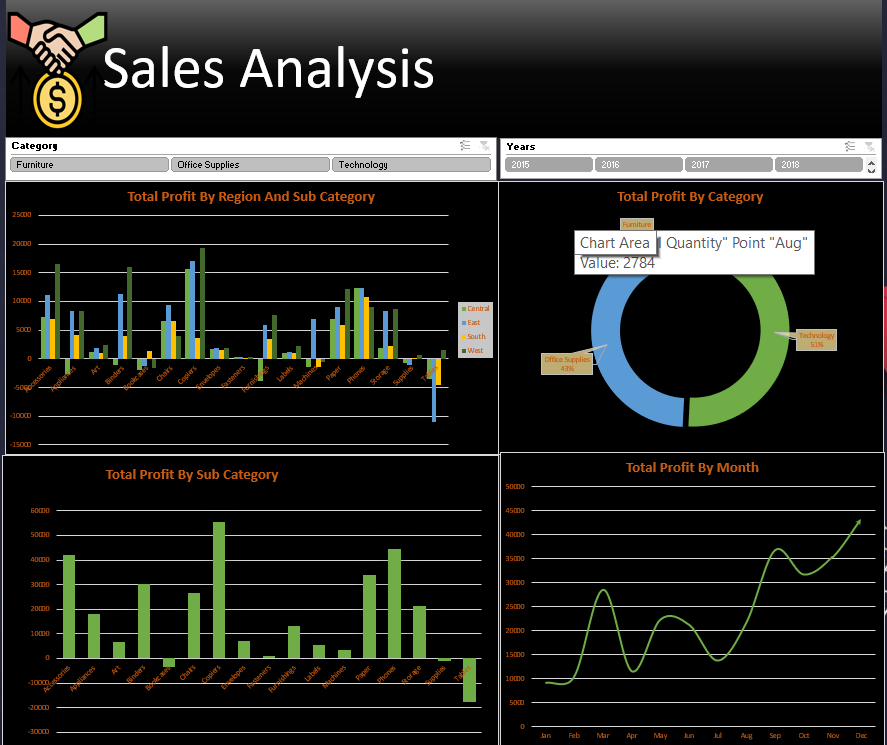 Sales Analysis
Category
Furniture
Office Supplies
Technology
Years
2015
2016
2017
2018
Total Profit By Region And Sub Category
25000
20000
15000
10000
5000
0
-5000
-10000
-15000
Accessories
Appliances
Art
Binders
Bookcases
Chairs
Copiers
Envelopes
Fasteners
Furnishings
Labels
Machines
Paper
Phones
Storage
Supplies
Tables
Central
East
South
West
Total Profit By Category
Furniture
Chart Area
Quantity" Point "Aug"
Value: 2784
Technology
51%
Office Supplies
43%
Total Profit By Sub Category
60000
50000
40000
30000
20000
10000
0
-10000
-20000
-30000
Accessories
Appliances
Art
Binders
Bookcases
Chairs
Copiers
Envelopes
Fasteners
Furnishings
Labels
Machines
Paper
Phones
Storage
Supplies
Tables
Total Profit By Month
50000
45000
40000
35000
30000
25000
20000
15000
10000
5000
0
Jan Feb Mar Apr May Jun Jul Aug Sep Oct Nov Dec